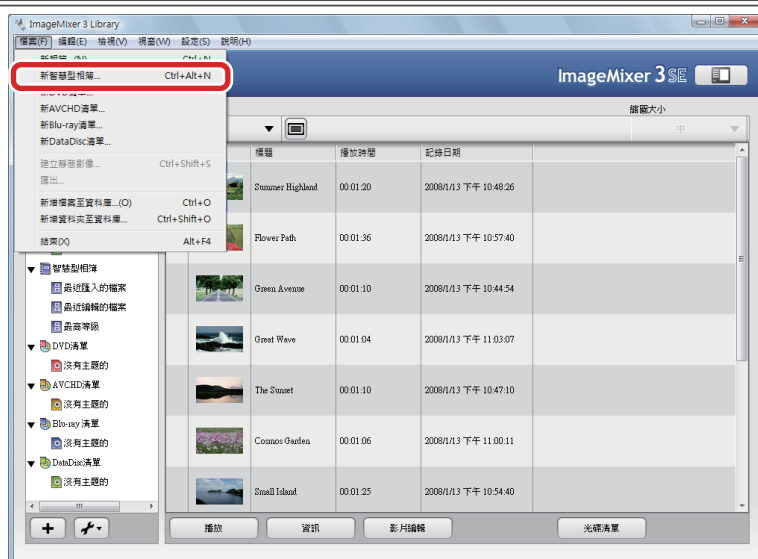 ImageMixer 3 Library
檔案(F) 編輯(E) 檢視(V) 視窗(W) 設定(S) 說明(H)
新相簿...(N) Ctrl+N
新智慧型相簿... Ctrl+Alt+N
新DVD清單...
新AVCHD清單...
新Blu-ray清單...
新DataDisc清單...
建立靜態影像... Ctrl+Shift+S
匯出...
新增檔案至資料庫...(O) Ctrl+O
新增資料夾至資料庫... Ctrl+Shift+O
結束(X) Alt+F4
ImageMixer 3 SE
縮圖大小
中
標題 播放時間 記錄日期
Summer Highland 00:01:20 2008/1/13 下午 10:48:26
Flower Path 00:01:36 2008/1/13 下午 10:57:40
Green Avenue 00:01:10 2008/1/13 下午 10:44:54
Great Wave 00:01:04 2008/1/13 下午 11:03:07
The Sunset 00:01:10 2008/1/13 下午 10:47:10
Cosmos Garden 00:01:06 2008/1/13 下午 11:00:11
Small Island 00:01:25 2008/1/13 下午 10:54:40
智慧型相簿
最近匯入的檔案
最近編輯的檔案
最高等級
DVD清單
沒有主題的
AVCHD清單
沒有主題的
Blu-ray 清單
沒有主題的
DataDisc清單
沒有主題的
播放 資訊 影片編輯 光碟清單